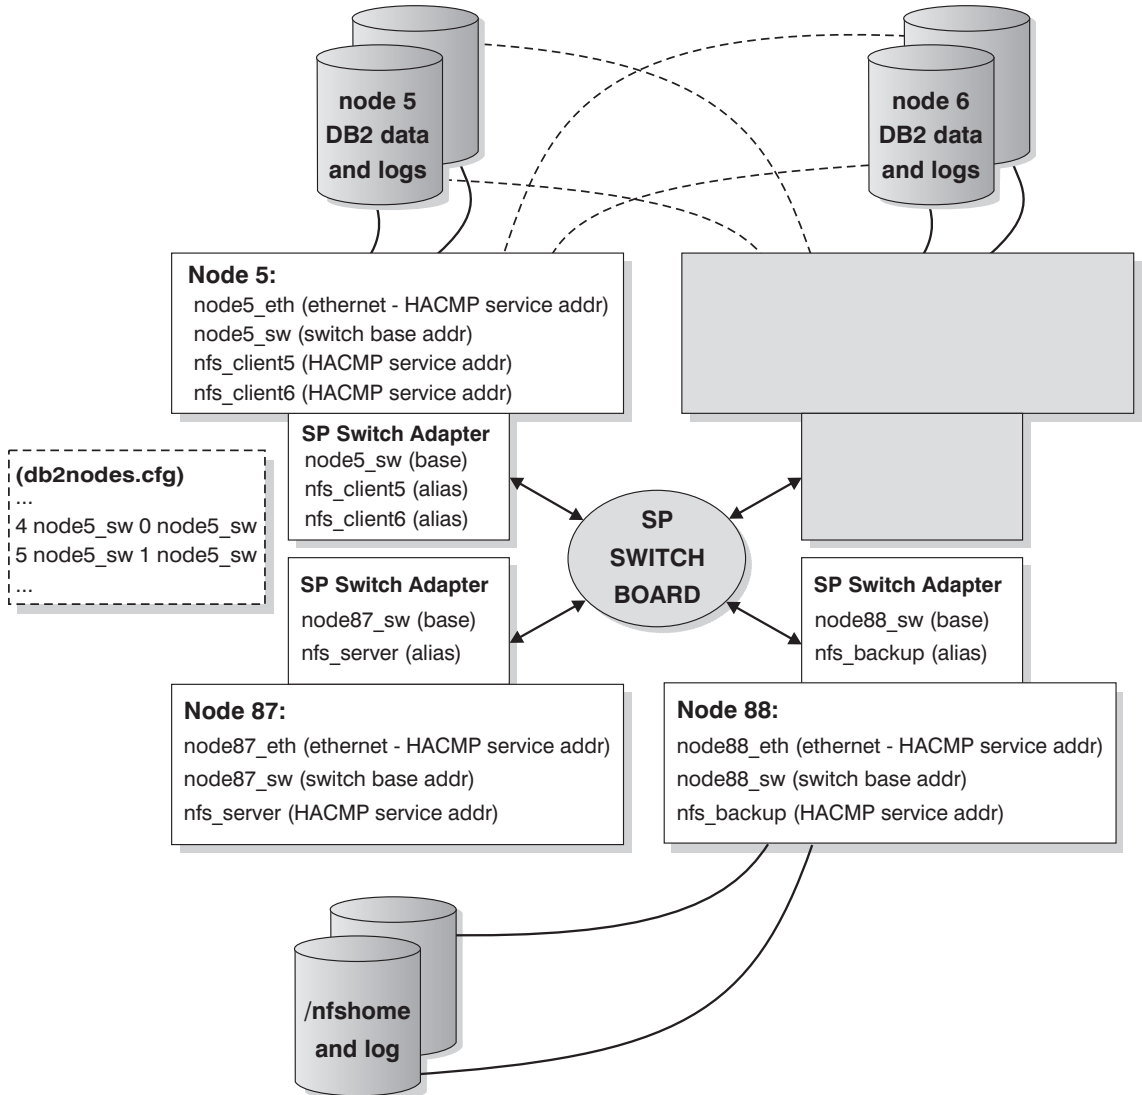 node 5
DB2 data
and logs
node 6
DB2 data
and logs
Node 5:
node5_eth (ethernet - HACMP service addr)
node5_sw (switch base addr)
nfs_client5 (HACMP service addr)
nfs_client6 (HACMP service addr)
SP Switch Adapter
node5_sw (base)
nfs_client5 (alias)
nfs_client6 (alias)
(db2nodes.cfg)
...
4 node5_sw 0 node5_sw
5 node5_sw 1 node5_sw
...
SP
SWITCH
BOARD
SP Switch Adapter
node87_sw (base)
nfs_server (alias)
SP Switch Adapter
node88_sw (base)
nfs_backup (alias)
Node 87:
node87_eth (ethernet - HACMP service addr)
node87_sw (switch base addr)
nfs_server (HACMP service addr)
Node 88:
node88_eth (ethernet - HACMP service addr)
node88_sw (switch base addr)
nfs_backup (HACMP service addr)
/nfshome
and log